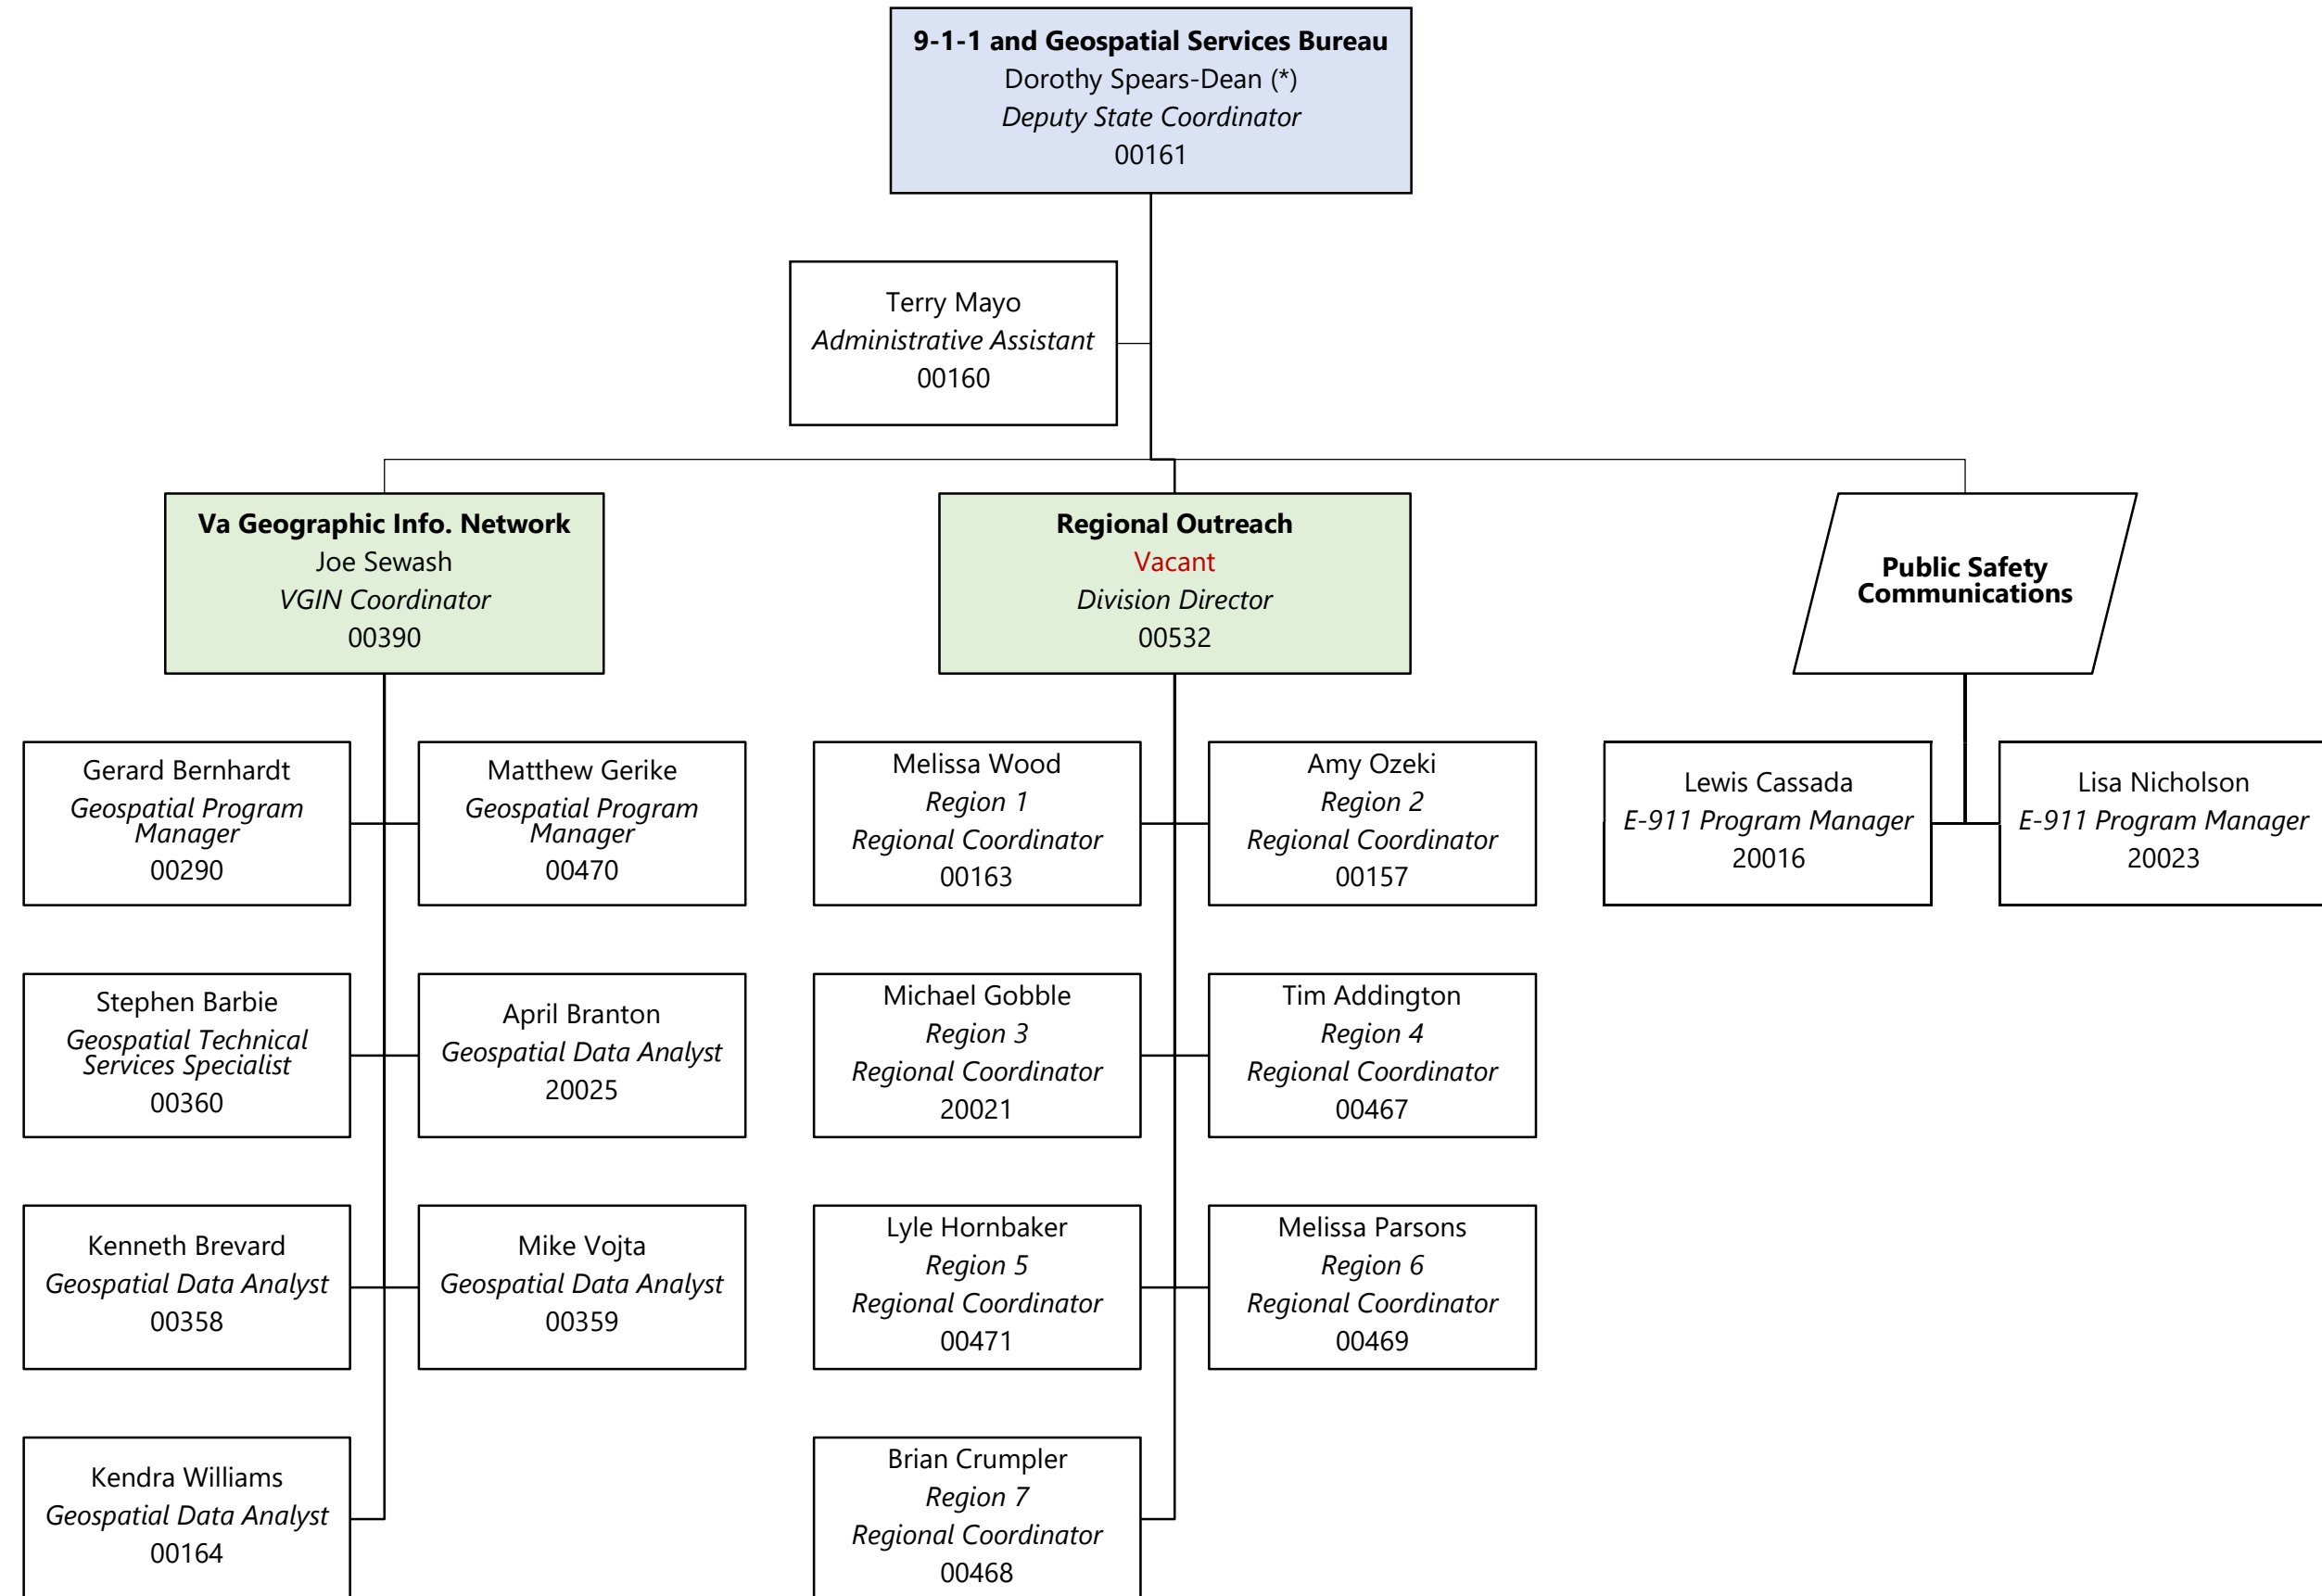 9-1-1 and Geospatial Services Bureau
Dorothy Spears-Dean (*)
Deputy State Coordinator
00161
Terry Mayo
Administrative Assistant
00160
Va Geographic Info. Network
Joe Sewash
VGIN Coordinator
00390
Regional Outreach
Vacant
Division Director
00532
Public Safety
Communications
Gerard Bernhardt
Geospatial Program
Manager
00290
Matthew Gerike
Geospatial Program
Manager
00470
Melissa Wood
Region 1
Regional Coordinator
00163
Amy Ozeki
Region 2
Regional Coordinator
00157
Lewis Cassada
E-911 Program Manager
20016
Lisa Nicholson
E-911 Program Manager
20023
Stephen Barbie
Geospatial Technical
Services Specialist
00360
April Branton
Geospatial Data Analyst
20025
Michael Gobble
Region 3
Regional Coordinator
20021
Tim Addington
Region 4
Regional Coordinator
00467
Kenneth Brevard
Geospatial Data Analyst
00358
Mike Vojta
Geospatial Data Analyst
00359
Lyle Hornbaker
Region 5
Regional Coordinator
00471
Melissa Parsons
Region 6
Regional Coordinator
00469
Kendra Williams
Geospatial Data Analyst
00164
Brian Crumpler
Region 7
Regional Coordinator
00468